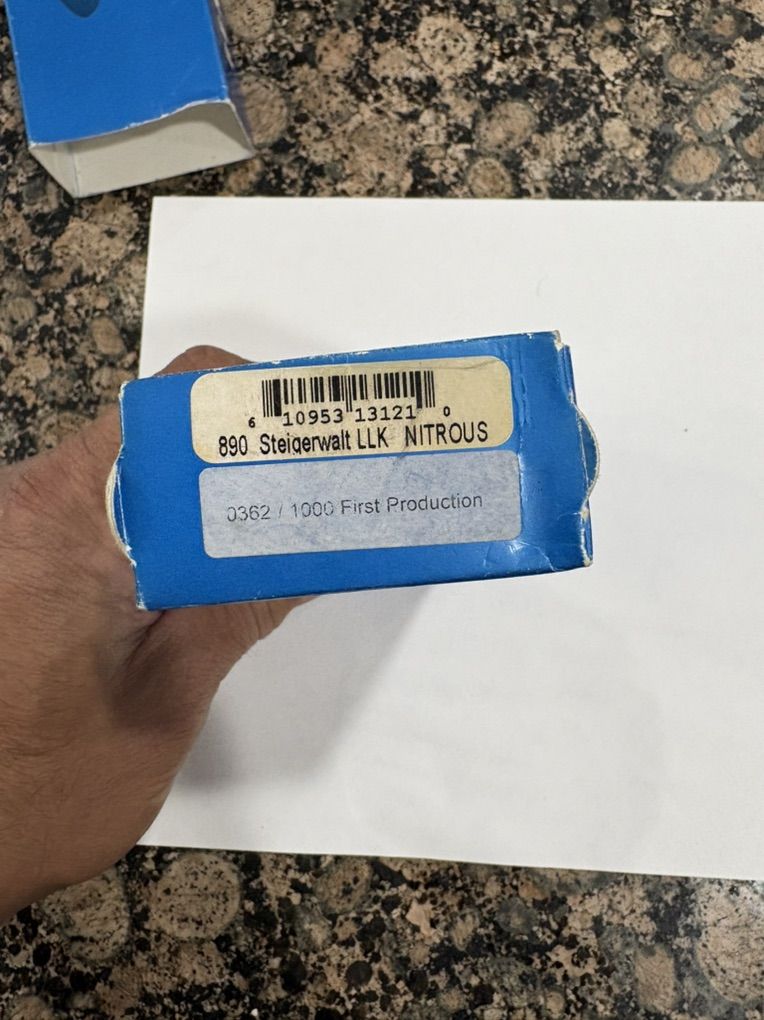 6 10953 13121 0
890 Steigerwalt LLK NITROUS
0362 / 1000 First Production